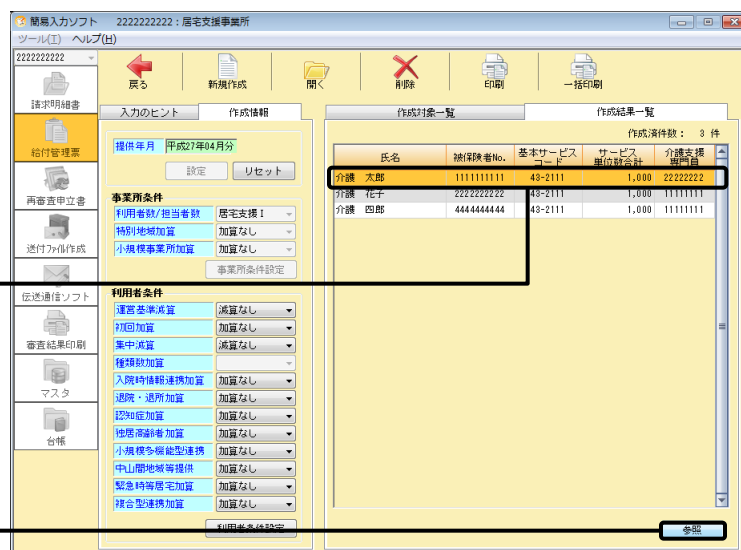 簡易入力ソフト 2222222222：居宅支援事業所
ツール(T) ヘルプ(H)
2222222222
戻る 新規作成 開く 削除 印刷 一括印刷
請求明細書
給付管理票
再審査申立書
送付ファイル作成
伝送通信ソフト
審査結果印刷
マスタ
台帳
入力のヒント 作成情報
提供年月 平成27年04月分
設定 リセット
事業所条件
利用者数/担当者数 居宅支援Ⅰ
特別地域加算 加算なし
小規模事業所加算 加算なし
事業所条件設定
利用者条件
運営基準減算 減算なし
初回加算 加算なし
集中減算 減算なし
種類数加算
入院時情報連携加算 加算なし
退院・退所加算 加算なし
認知症加算 加算なし
独居高齢者加算 加算なし
小規模多機能型連携 加算なし
中山間地域等提供 加算なし
緊急時等居宅加算 加算なし
複合型連携加算 加算なし
利用者条件設定
作成対象一覧 作成結果一覧
作成済件数： 3 件
氏名 被保険者No. 基本サービスコード サービス単位数合計 介護支援専門員
介護 太郎 1111111111 43-2111 1,000 22222222
介護 花子 2222222222 43-2111 1,000 11111111
介護 四郎 4444444444 43-2111 1,000 11111111
参照